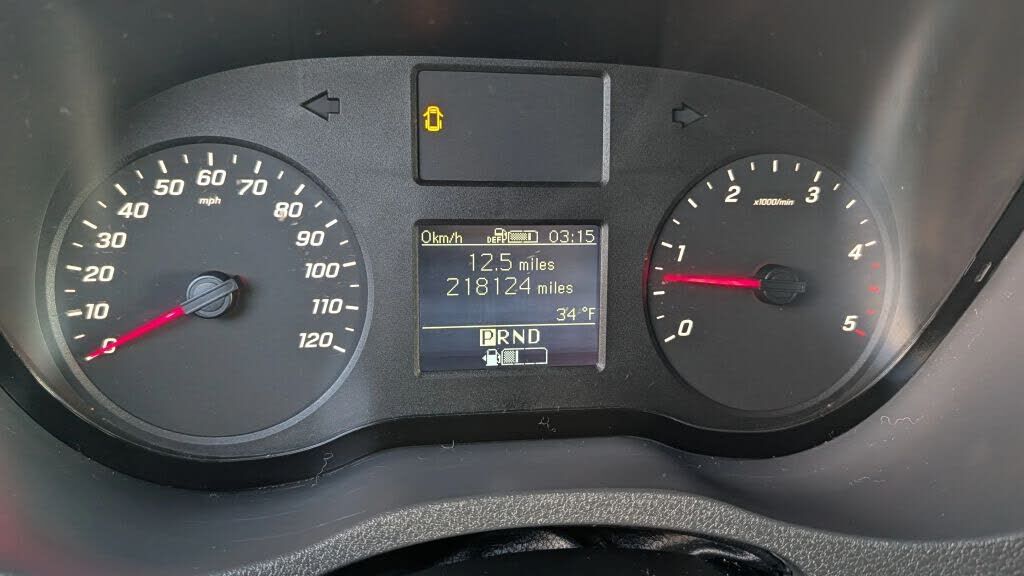 0 10 20 30 40 50 60 70 80 90 100 110 120
mph
0km/h DEF 03:15
12.5 miles
218124 miles
34 °F
PRND
0 1 2 3 4 5
x1000/min